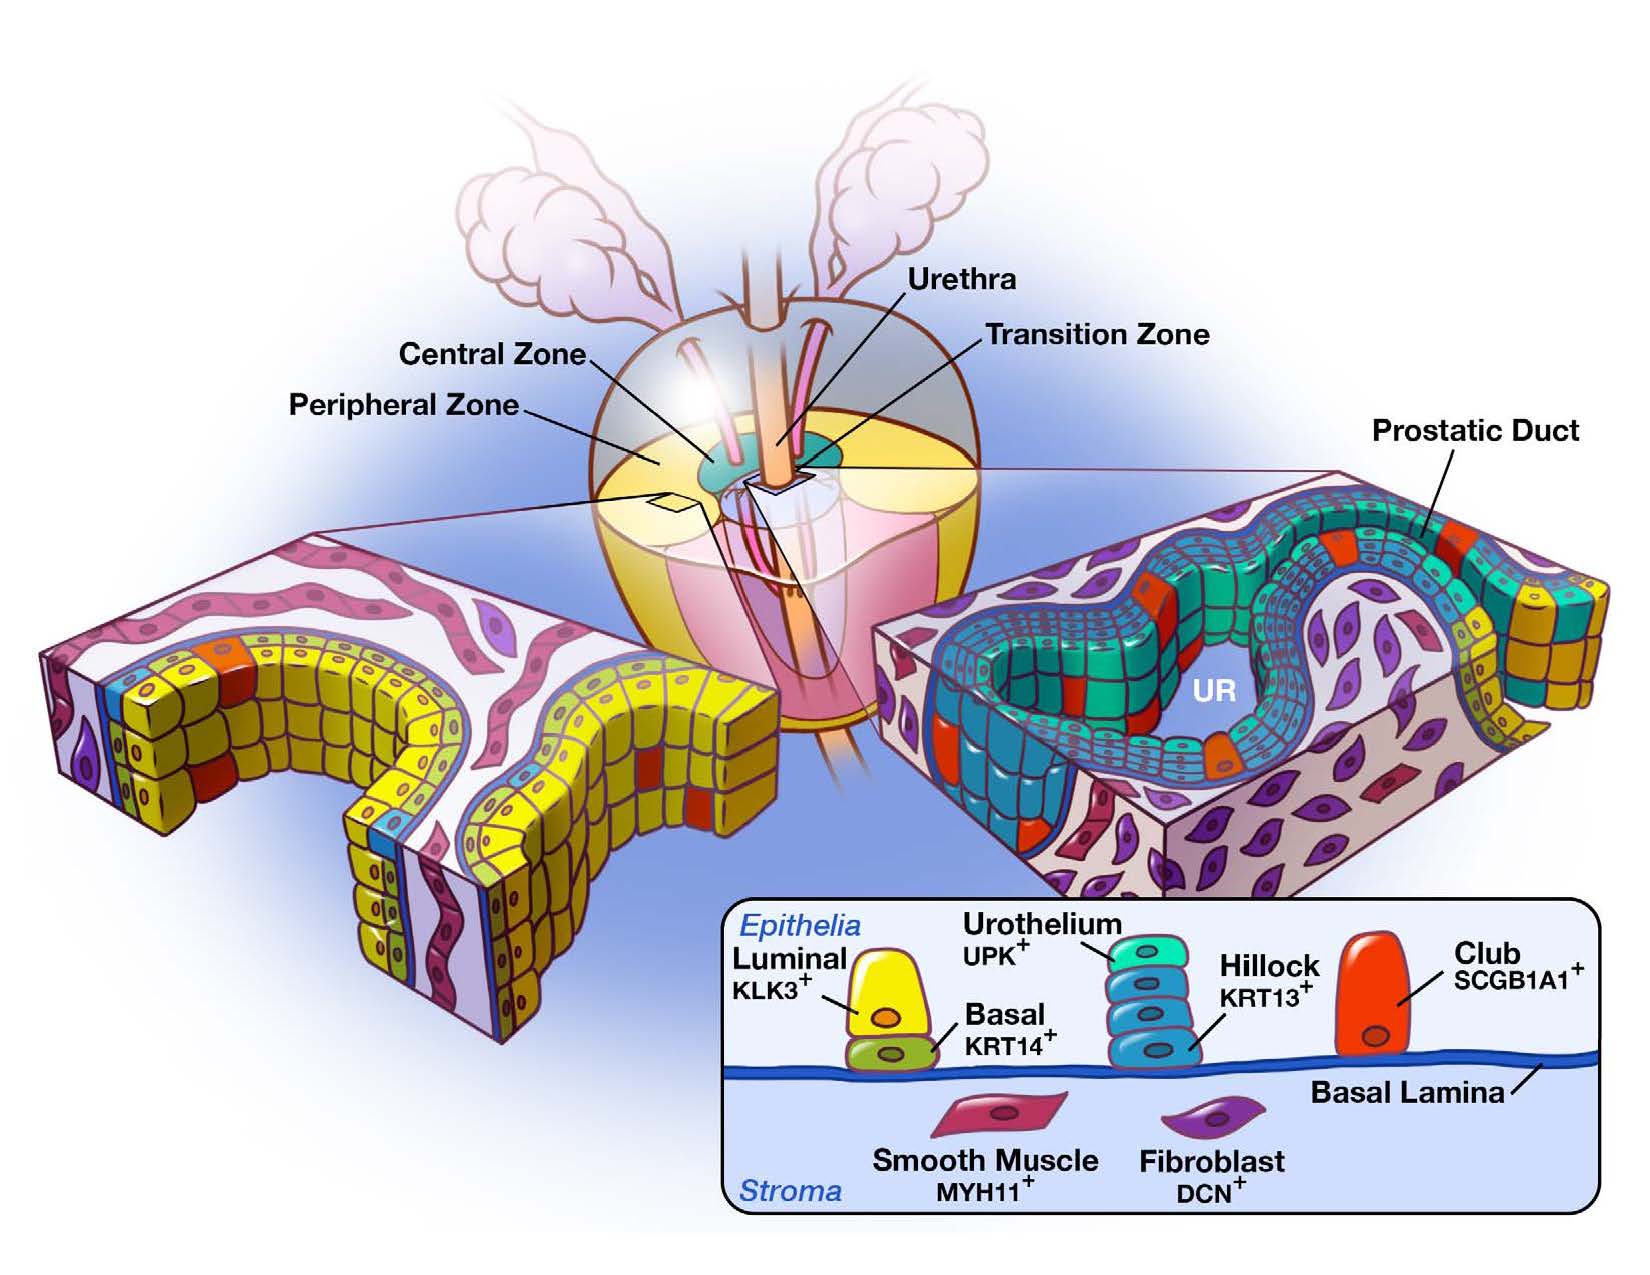 Urethra
Transition Zone
Central Zone
Peripheral Zone
Prostatic Duct
UR
Epithelia
Luminal
KLK3+
Urothelium
UPK+
Basal
KRT14+
Hillock
KRT13+
Club
SCGB1A1+
Basal Lamina
Smooth Muscle
MYH11+
Fibroblast
DCN+
Stroma